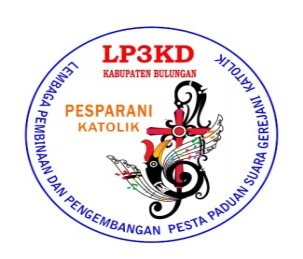 LP3KD
KABUPATEN BULUNGAN
PESPARANI
KATOLIK
LEMBAGA PEMBINAAN DAN PENGEMBANGAN PESTA PADUAN SUARA GEREJANI KATOLIK